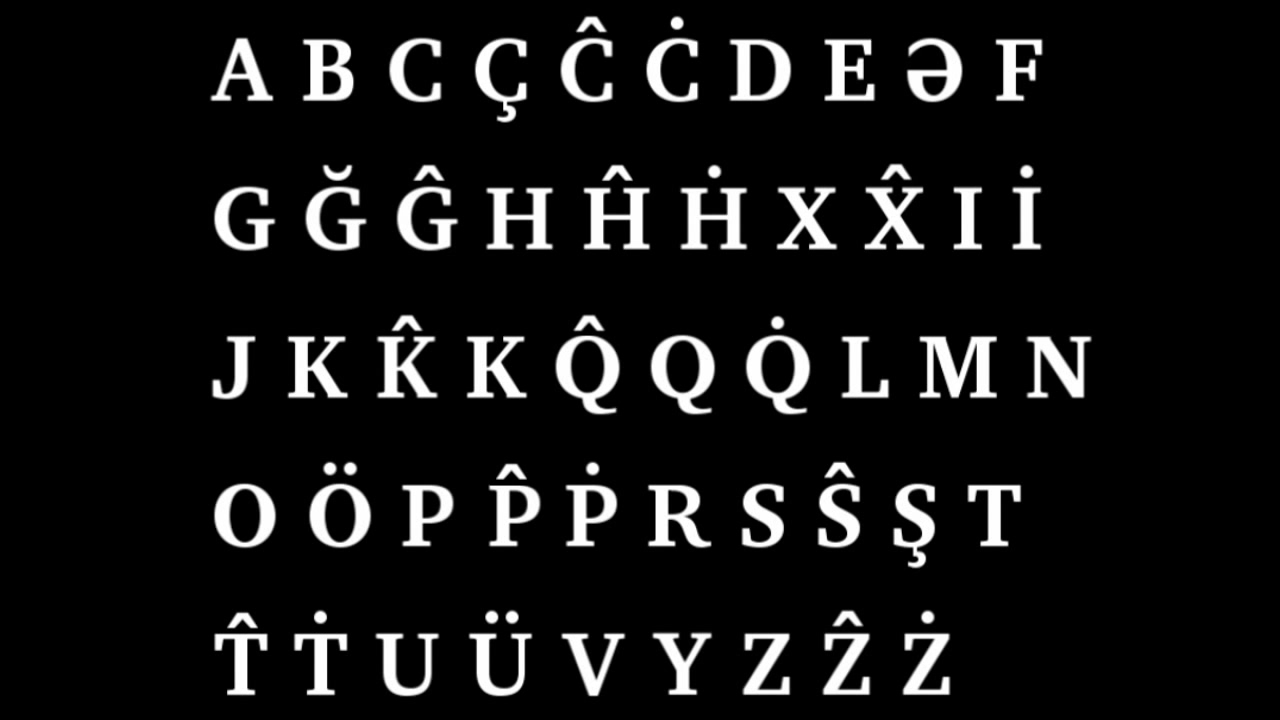 A B C Ç Ĉ Ċ D E Ə F
G Ğ Ĝ H Ĥ Ḣ X X̂ I İ
J K K̂ K Q̂ Q Q̇ L M N
O Ö P P̂ Ṗ R S Ŝ Ş T
T̂ Ṫ U Ü V Y Z Ẑ Ż